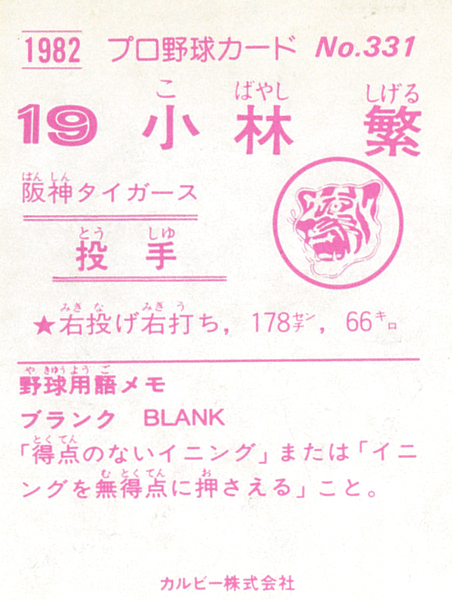 1982 プロ野球カード No.331
こ ばやし しげる
19 小林 繁
はん しん
阪神タイガース
とう しゅ
投手
みぎ な みぎ う
★右投げ右打ち，178センチ，66キロ
や きゅう よう ご
野球用語メモ
ブランク BLANK
とくてん
「得点のないイニング」または「イニ
む とくてん お
ングを無得点に押さえる」こと。
カルビー株式会社